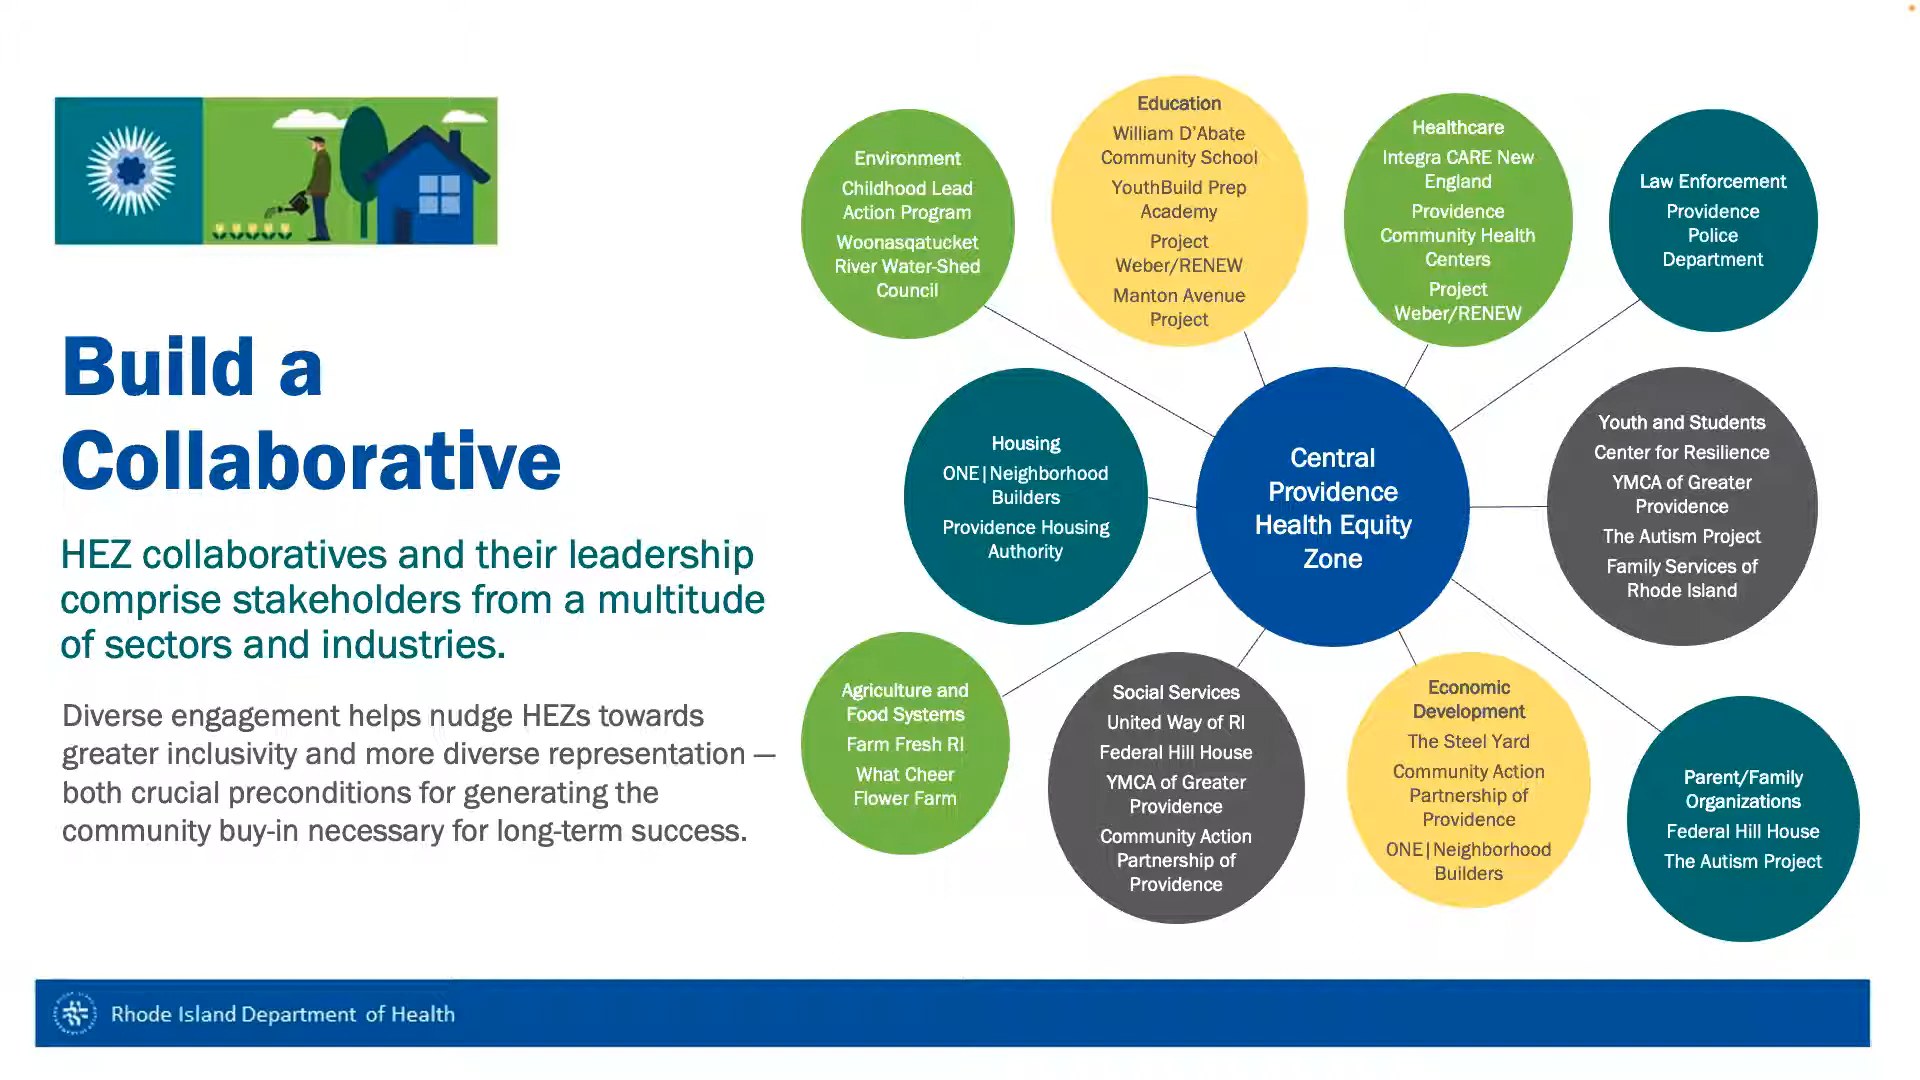 Build a
Collaborative
HEZ collaboratives and their leadership
comprise stakeholders from a multitude
of sectors and industries.
Diverse engagement helps nudge HEZs towards
greater inclusivity and more diverse representation —
both crucial preconditions for generating the
community buy-in necessary for long-term success.
Environment
Childhood Lead
Action Program
Woonasqatucket
River Water-Shed
Council
Education
William D’Abate
Community School
YouthBuild Prep
Academy
Project
Weber/RENEW
Manton Avenue
Project
Healthcare
Integra CARE New
England
Providence
Community Health
Centers
Project
Weber/RENEW
Law Enforcement
Providence
Police
Department
Housing
ONE|Neighborhood
Builders
Providence Housing
Authority
Central
Providence
Health Equity
Zone
Youth and Students
Center for Resilience
YMCA of Greater
Providence
The Autism Project
Family Services of
Rhode Island
Agriculture and
Food Systems
Farm Fresh RI
What Cheer
Flower Farm
Social Services
United Way of RI
Federal Hill House
YMCA of Greater
Providence
Community Action
Partnership of
Providence
Economic
Development
The Steel Yard
Community Action
Partnership of
Providence
ONE|Neighborhood
Builders
Parent/Family
Organizations
Federal Hill House
The Autism Project
Rhode Island Department of Health